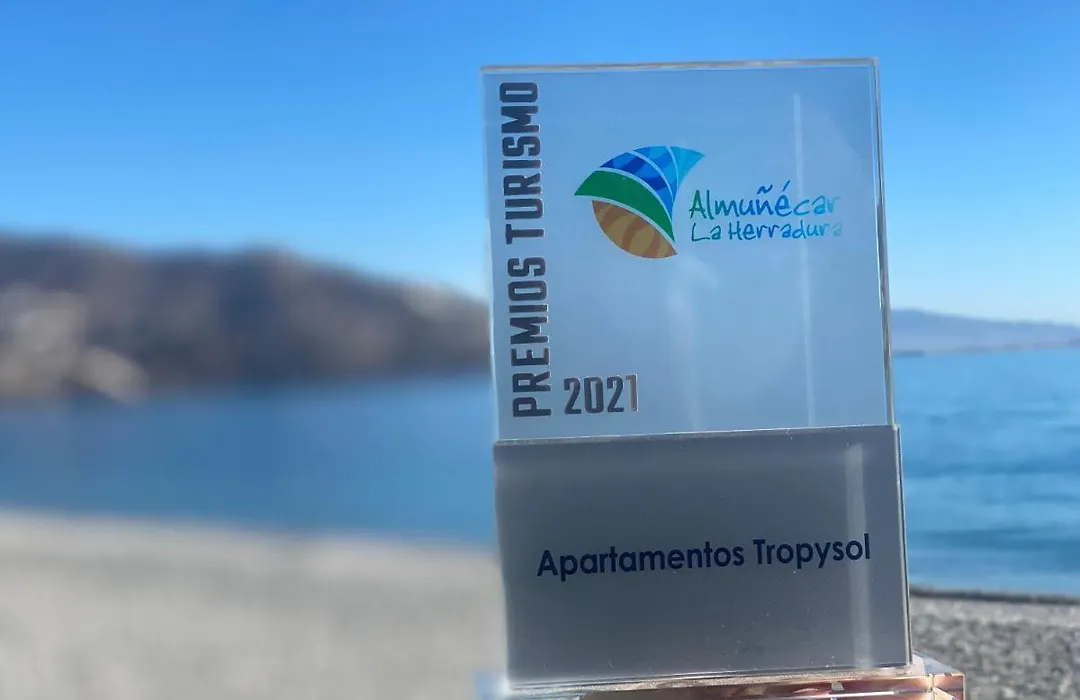 PREMIOS TURISMO
2021
Almuñécar
La Herradura
Apartamentos Tropysol